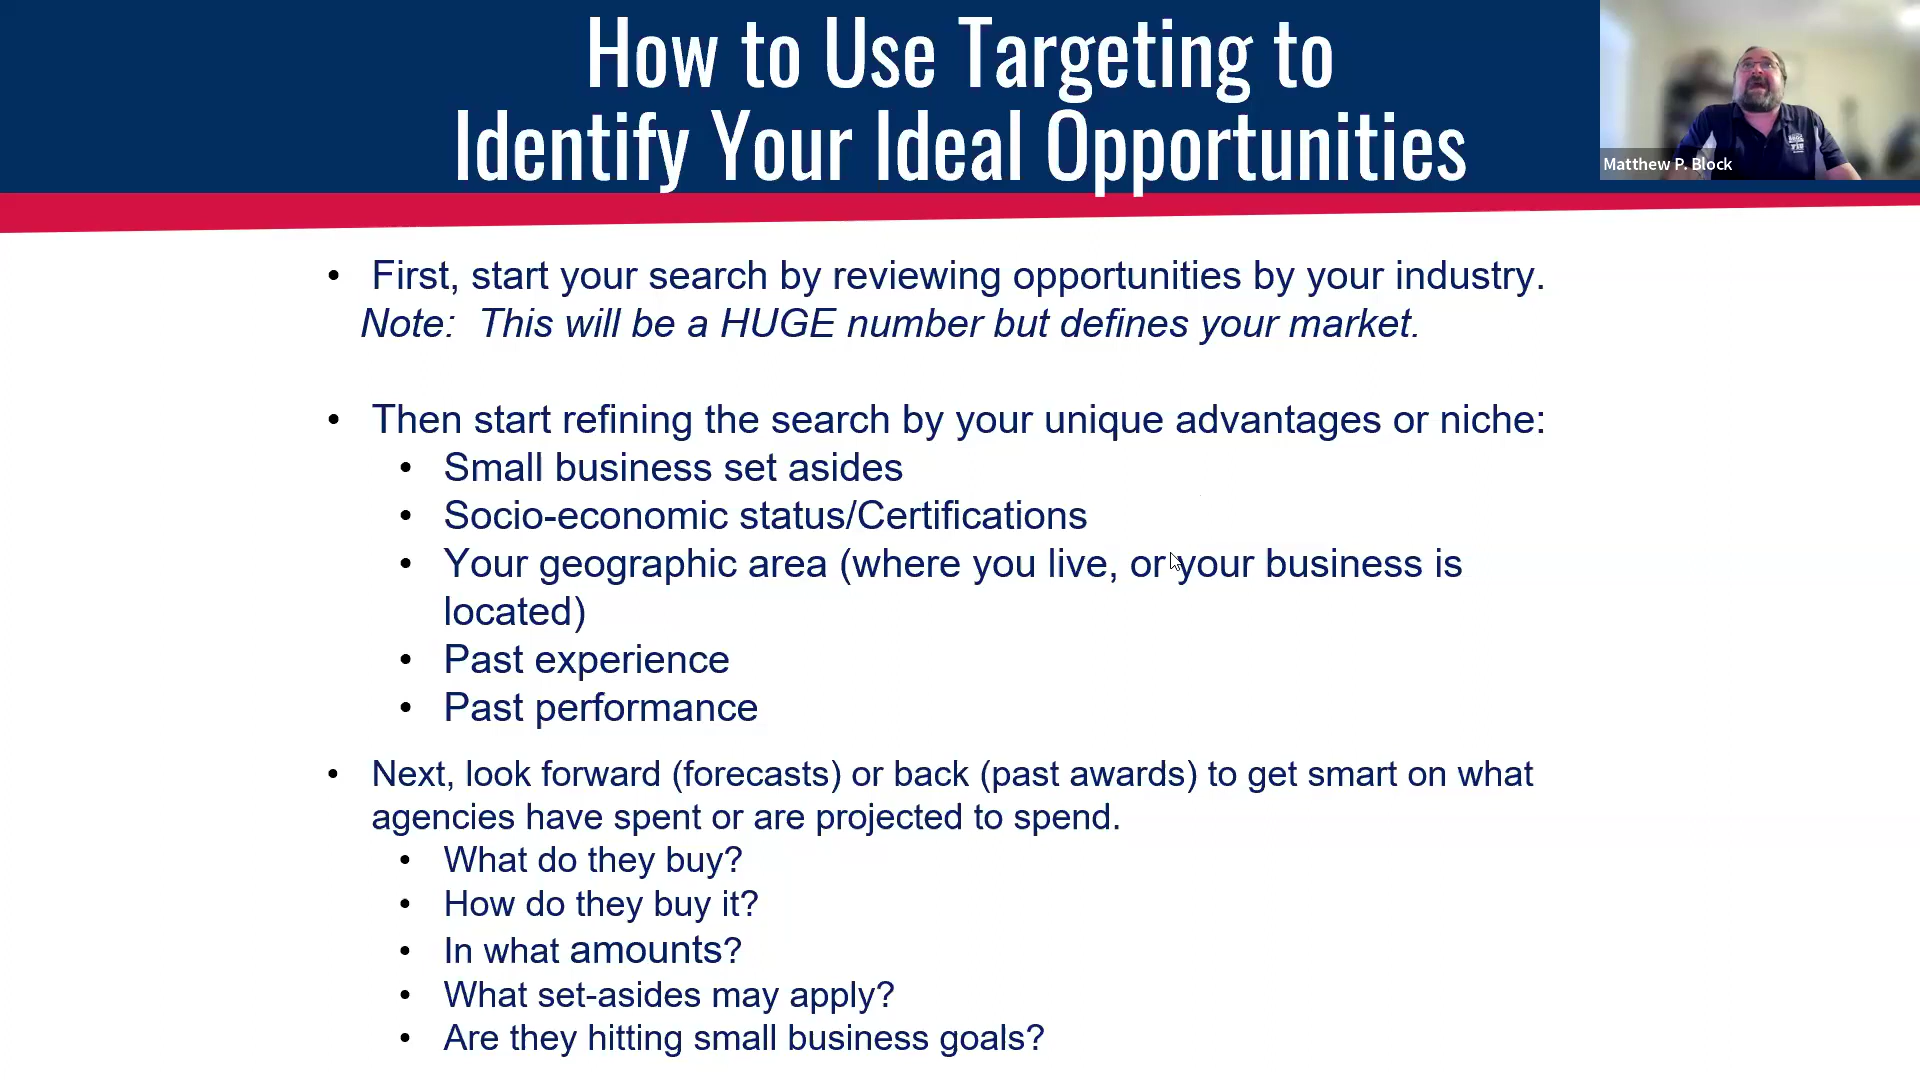 How to Use Targeting to
Identify Your Ideal Opportunities
Matthew P. Block
• First, start your search by reviewing opportunities by your industry.
Note: This will be a HUGE number but defines your market.
• Then start refining the search by your unique advantages or niche:
• Small business set asides
• Socio-economic status/Certifications
• Your geographic area (where you live, or your business is
located)
• Past experience
• Past performance
• Next, look forward (forecasts) or back (past awards) to get smart on what
agencies have spent or are projected to spend.
• What do they buy?
• How do they buy it?
• In what amounts?
• What set-asides may apply?
• Are they hitting small business goals?